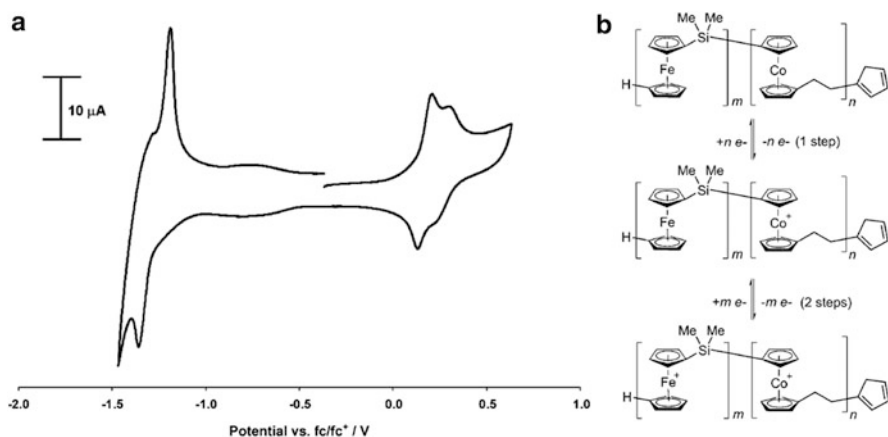 a
10 µA
-2.0 -1.5 -1.0 -0.5 0.0 0.5 1.0
Potential vs. fc/fc+ / V
b
Me Me
Si
Fe Co
H m n
+n e- -n e- (1 step)
Me Me
Si
Fe Co+
H m n
+m e- -m e- (2 steps)
Me Me
Si
Fe+ Co+
H m n